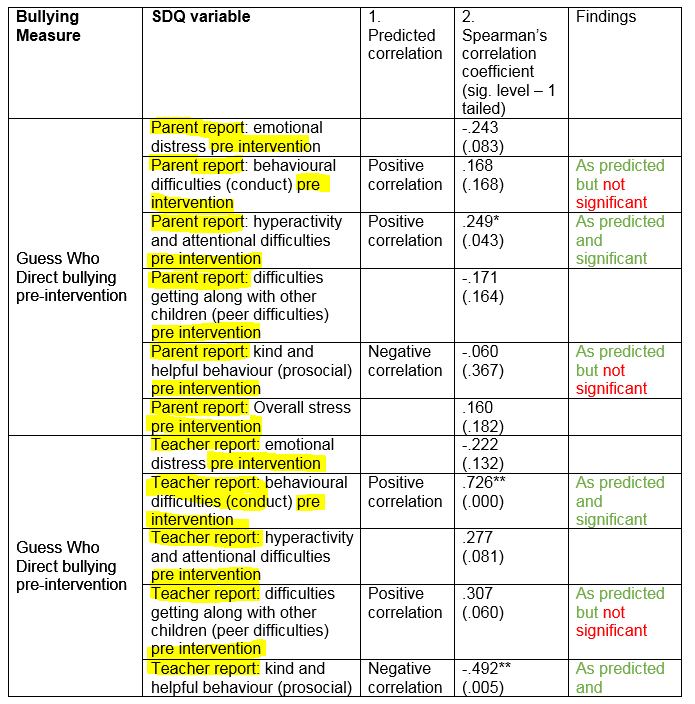 Bullying Measure
SDQ variable
1.
Predicted
correlation
2.
Spearman's
correlation
coefficient
(sig. level – 1
tailed)
Findings
Guess Who
Direct bullying
pre-intervention
Parent report: emotional
distress pre intervention
-.243
(.083)
Parent report: behavioural
difficulties (conduct) pre
intervention
Positive
correlation
.168
(.168)
As predicted
but not
significant
Parent report: hyperactivity
and attentional difficulties
pre intervention
Positive
correlation
.249*
(.043)
As predicted
and
significant
Parent report: difficulties
getting along with other
children (peer difficulties)
pre intervention
-.171
(.164)
Parent report: kind and
helpful behaviour (prosocial)
pre intervention
Negative
correlation
-.060
(.367)
As predicted
but not
significant
Parent report: Overall stress
pre intervention
.160
(.182)
Guess Who
Direct bullying
pre-intervention
Teacher report: emotional
distress pre intervention
-.222
(.132)
Teacher report: behavioural
difficulties (conduct) pre
intervention
Positive
correlation
.726**
(.000)
As predicted
and
significant
Teacher report: hyperactivity
and attentional difficulties
pre intervention
.277
(.081)
Teacher report: difficulties
getting along with other
children (peer difficulties)
pre intervention
Positive
correlation
.307
(.060)
As predicted
but not
significant
Teacher report: kind and
helpful behaviour (prosocial)
Negative
correlation
-.492**
(.005)
As predicted
and